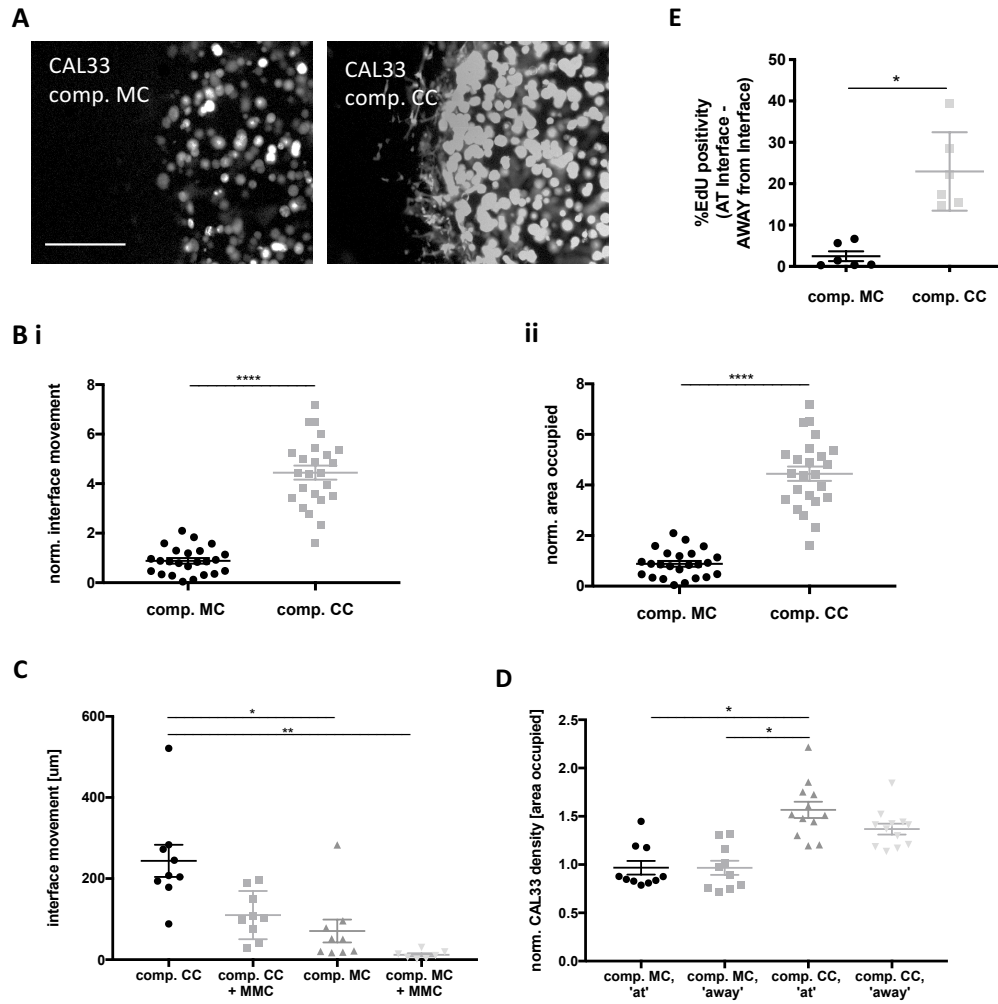 A
CAL33
comp. MC
CAL33
comp. CC
E
%EdU positivity
(AT Interface -
AWAY from Interface)
50
40
30
20
10
0
*
comp. MC
comp. CC
B i
norm. interface movement
8
6
4
2
0
****
comp. MC
comp. CC
ii
norm. area occupied
8
6
4
2
0
****
comp. MC
comp. CC
C
interface movement [um]
600
400
200
0
*
**
comp. CC
comp. CC
+ MMC
comp. MC
comp. MC
+ MMC
D
norm. CAL33 density [area occupied]
2.5
2.0
1.5
1.0
0.5
0.0
*
*
comp. MC,
'at'
comp. MC,
'away'
comp. CC,
'at'
comp. CC,
'away'